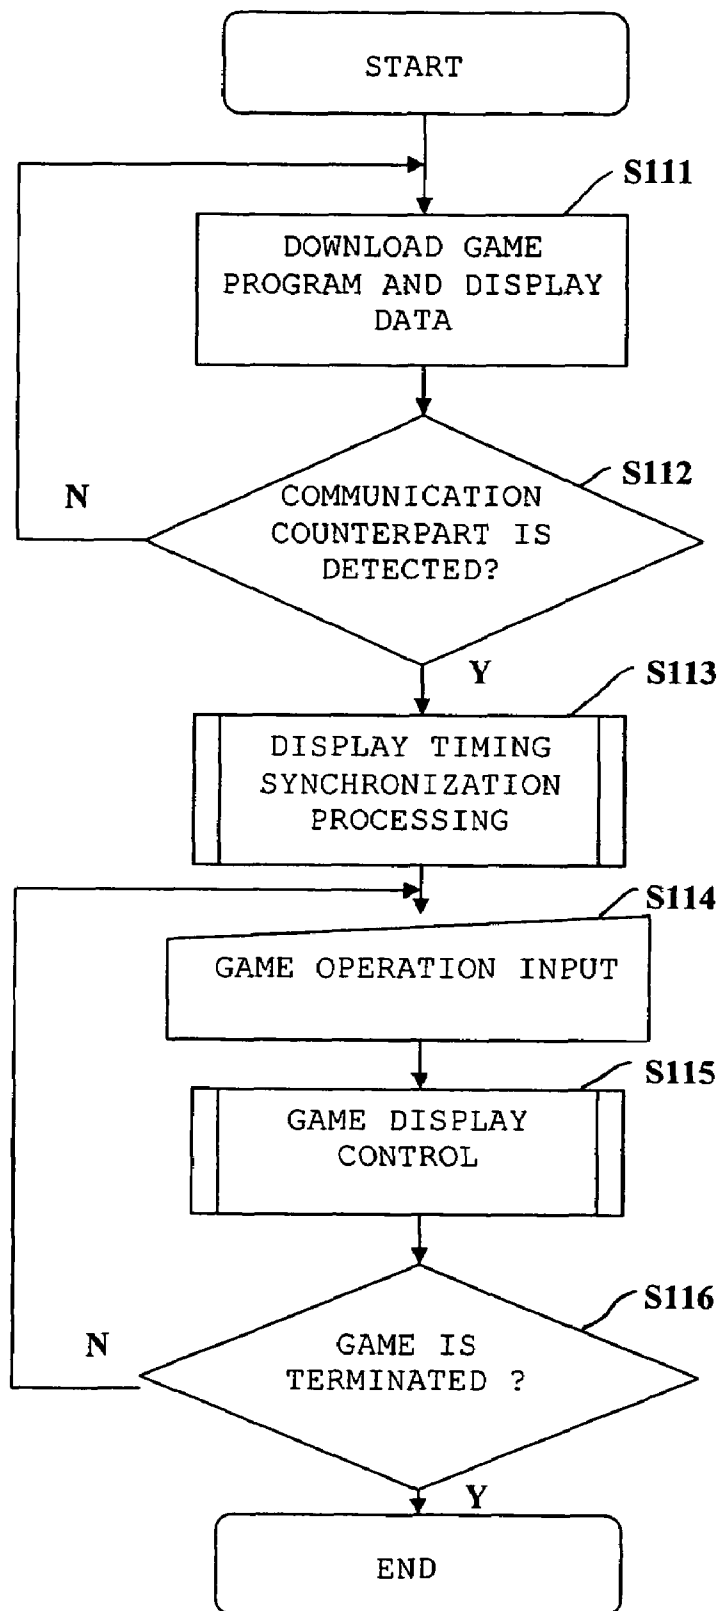 START
S111
DOWNLOAD GAME
PROGRAM AND DISPLAY
DATA
S112
N
COMMUNICATION
COUNTERPART IS
DETECTED?
Y
S113
DISPLAY TIMING
SYNCHRONIZATION
PROCESSING
S114
GAME OPERATION INPUT
S115
GAME DISPLAY
CONTROL
S116
N
GAME IS
TERMINATED ?
Y
END